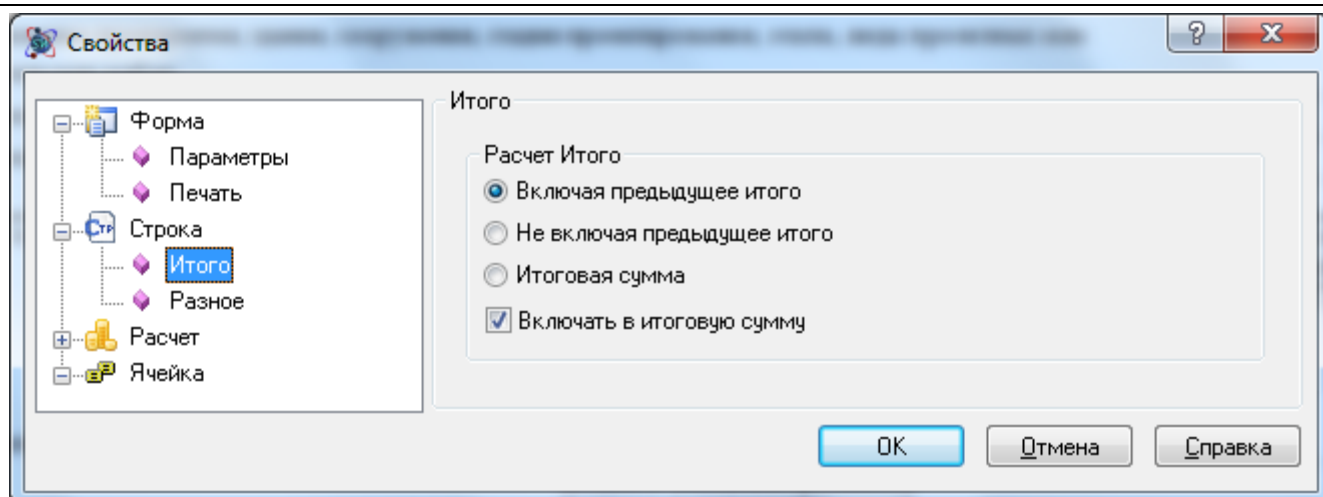 Свойства
Форма
Параметры
Печать
Строка
Итого
Разное
Расчет
Ячейка
Итого
Расчет Итого
Включая предыдущее итого
Не включая предыдущее итого
Итоговая сумма
Включать в итоговую сумму
OK
Отмена
Справка